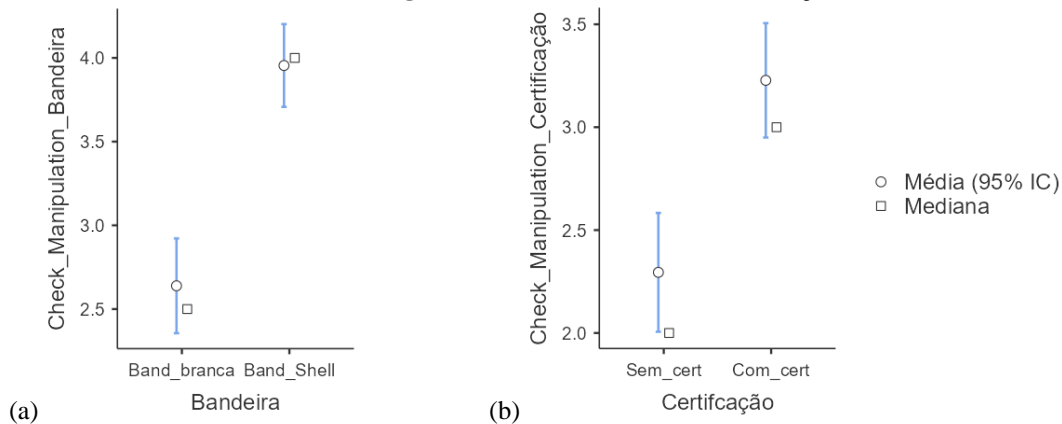 Check_Manipulation_Bandeira
4.0
3.5
3.0
2.5
Band_branca Band_Shell
Bandeira
(a)
Check_Manipulation_Certificação
3.5
3.0
2.5
2.0
Sem_cert Com_cert
Certifcação
(b)
Média (95% IC)
Mediana